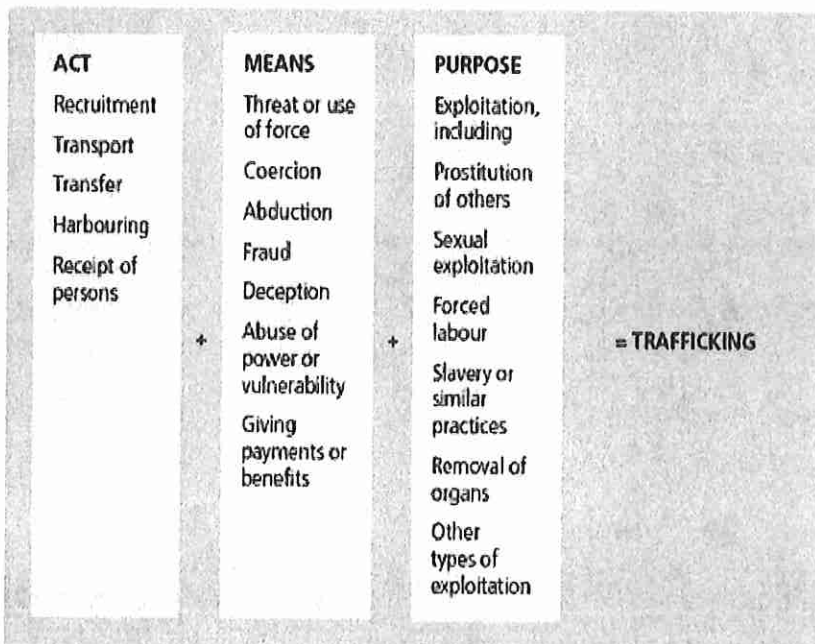 ACT
Recruitment
Transport
Transfer
Harbouring
Receipt of
persons
+
MEANS
Threat or use
of force
Coercion
Abduction
Fraud
Deception
Abuse of
power or
vulnerability
Giving
payments or
benefits
+
PURPOSE
Exploitation,
including
Prostitution
of others
Sexual
exploitation
Forced
labour
Slavery or
similar
practices
Removal of
organs
Other
types of
exploitation
= TRAFFICKING